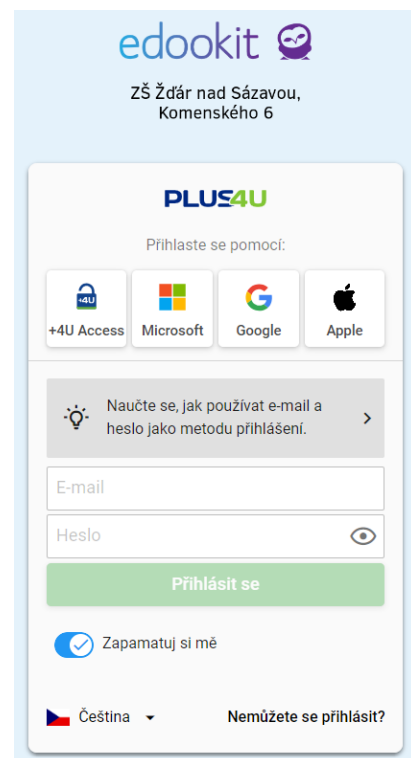 edookit
ZŠ Žďár nad Sázavou,
Komenského 6
PLUS4U
Přihlaste se pomocí:
+4U
+4U Access Microsoft Google Apple
Naučte se, jak používat e-mail a
heslo jako metodu přihlášení.
E-mail
Heslo
Přihlásit se
Zapamatuj si mě
Čeština Nemůžete se přihlásit?